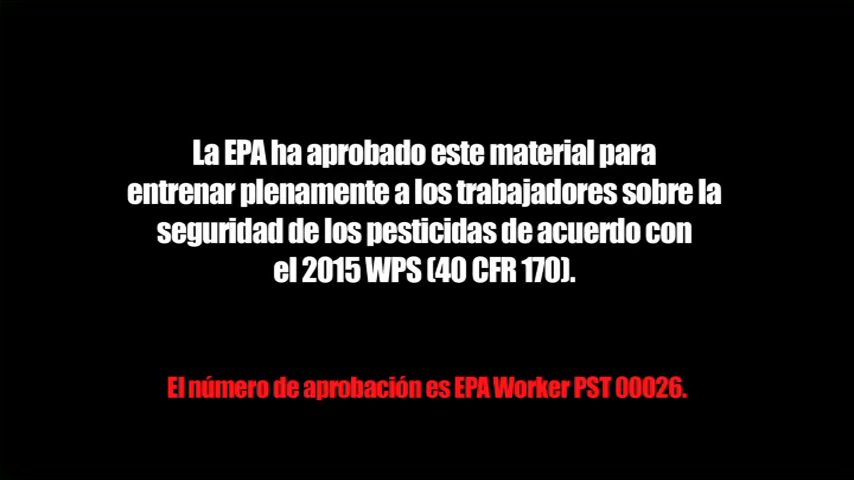 La EPA ha aprobado este material para
entrenar plenamente a los trabajadores sobre la
seguridad de los pesticidas de acuerdo con
el 2015 WPS (40 CFR 170).
El número de aprobación es EPA Worker PST 00026.